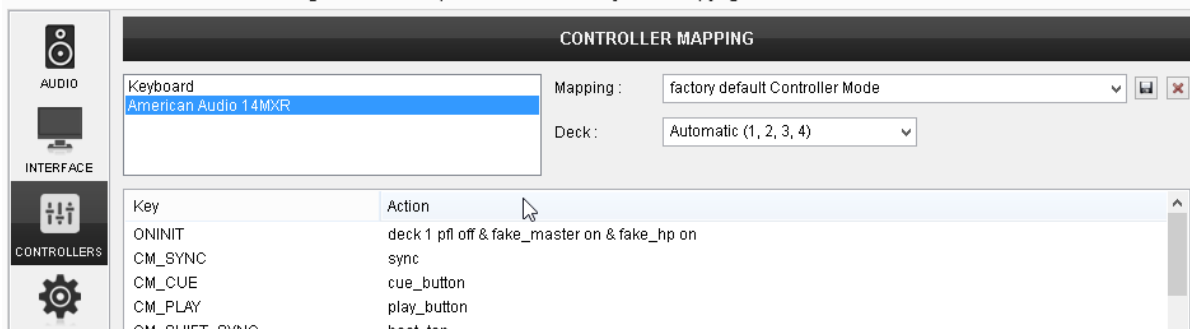 CONTROLLER MAPPING
AUDIO
Keyboard
American Audio 14MXR
Mapping :
factory default Controller Mode
Deck :
Automatic (1, 2, 3, 4)
INTERFACE
CONTROLLERS
Key Action
ONINIT deck 1 pfl off & fake_master on & fake_hp on
CM_SYNC sync
CM_CUE cue_button
CM_PLAY play_button